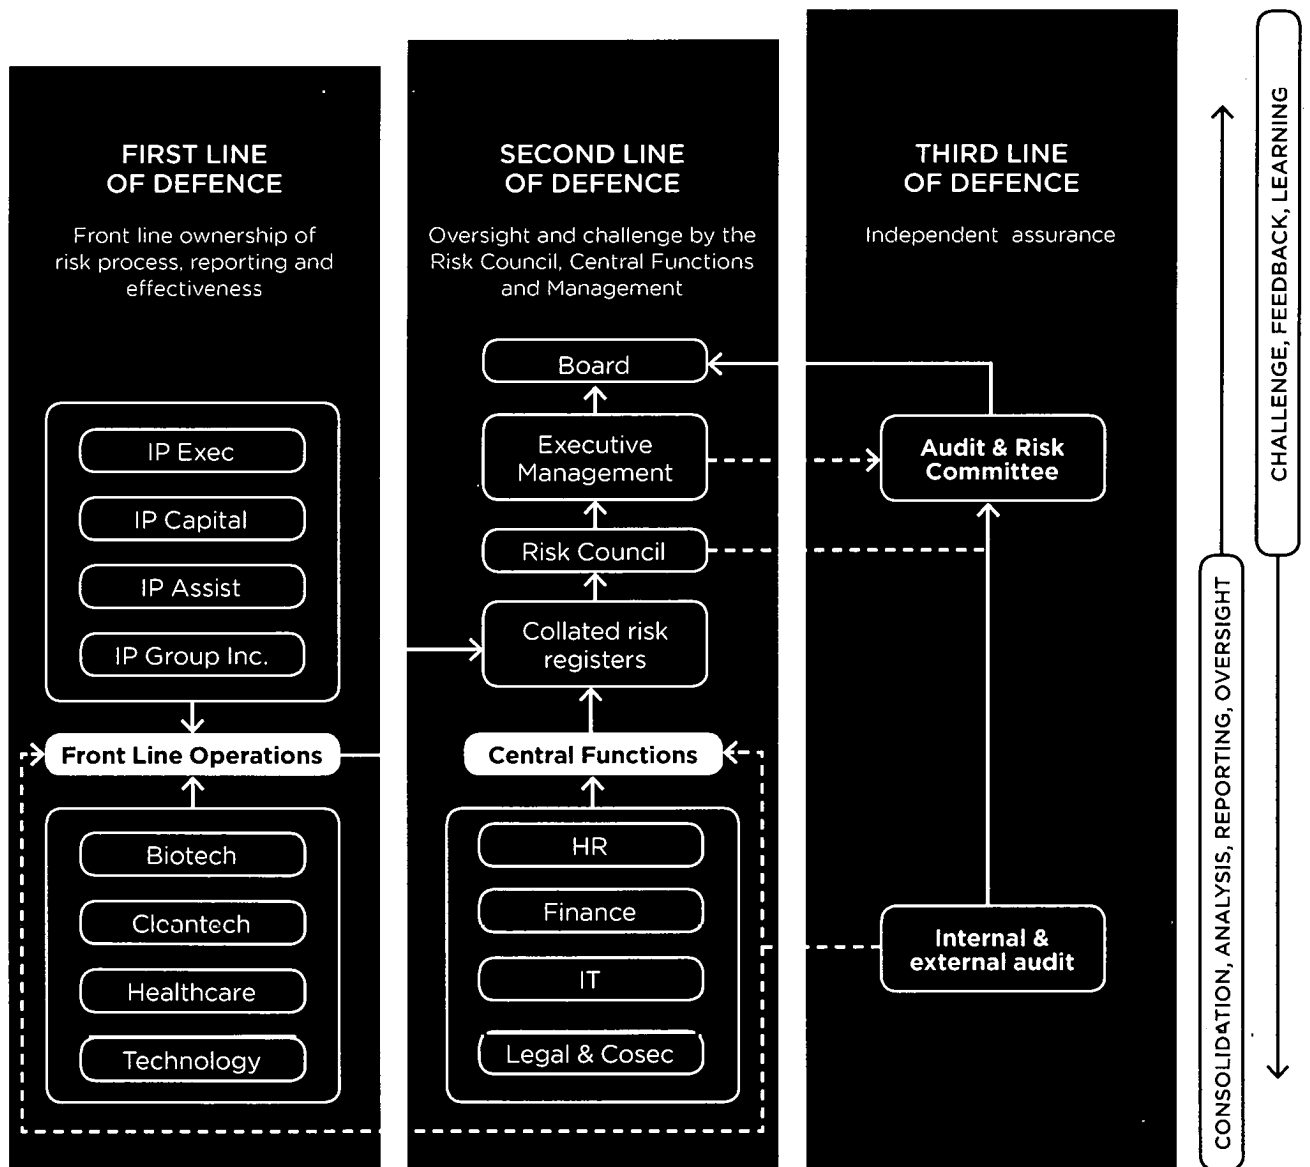 FIRST LINE
OF DEFENCE
Front line ownership of
risk process, reporting and
effectiveness
IP Exec
IP Capital
IP Assist
IP Group Inc.
Front Line Operations
Biotech
Cleantech
Healthcare
Technology
SECOND LINE
OF DEFENCE
Oversight and challenge by the
Risk Council, Central Functions
and Management
Board
Executive
Management
Risk Council
Collated risk
registers
Central Functions
HR
Finance
IT
Legal & Cosec
THIRD LINE
OF DEFENCE
Independent assurance
Audit & Risk
Committee
Internal &
external audit
CONSOLIDATION, ANALYSIS, REPORTING, OVERSIGHT
CHALLENGE, FEEDBACK, LEARNING